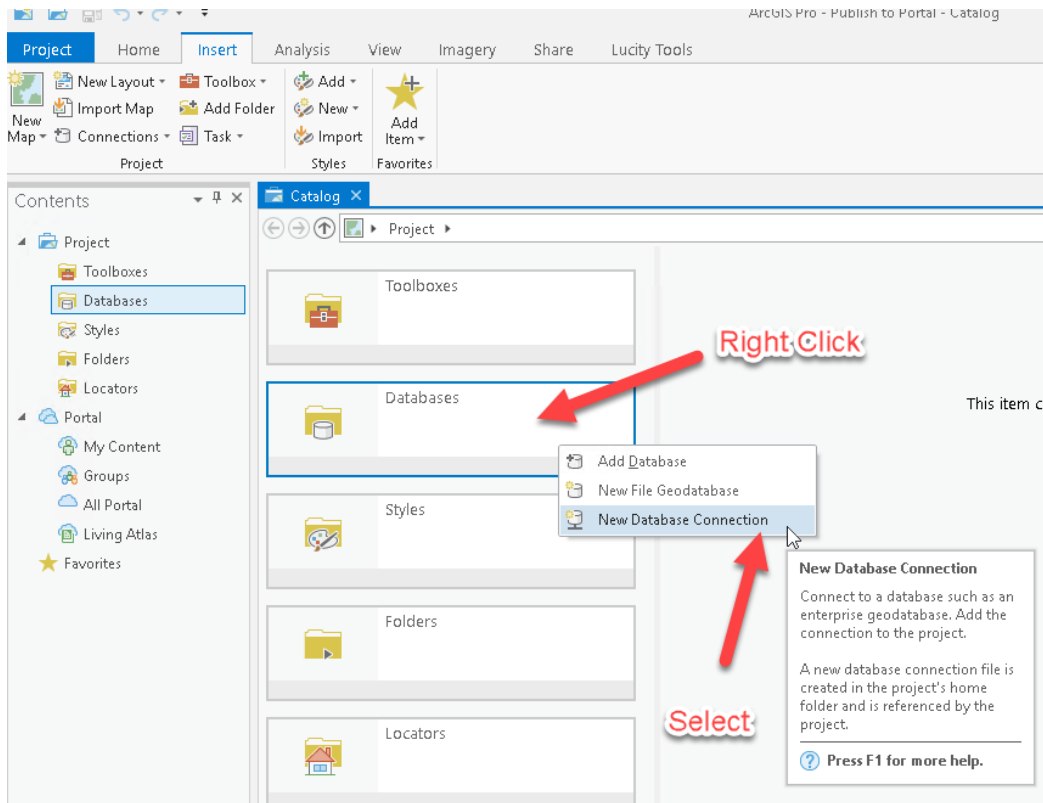 ArcGIS Pro - Publish to Portal - Catalog
Project Home Insert Analysis View Imagery Share Lucity Tools
New Map
New Layout
Import Map
Connections
Toolbox
Add Folder
Task
Project
Add
New
Import
Styles
Add
Item
Favorites
Contents
Project
Toolboxes
Databases
Styles
Folders
Locators
Portal
My Content
Groups
All Portal
Living Atlas
Favorites
Catalog
Project
Toolboxes
Databases
Styles
Folders
Locators
Right Click
This item c
Add Database
New File Geodatabase
New Database Connection
Select
New Database Connection
Connect to a database such as an
enterprise geodatabase. Add the
connection to the project.
A new database connection file is
created in the project's home
folder and is referenced by the
project.
Press F1 for more help.